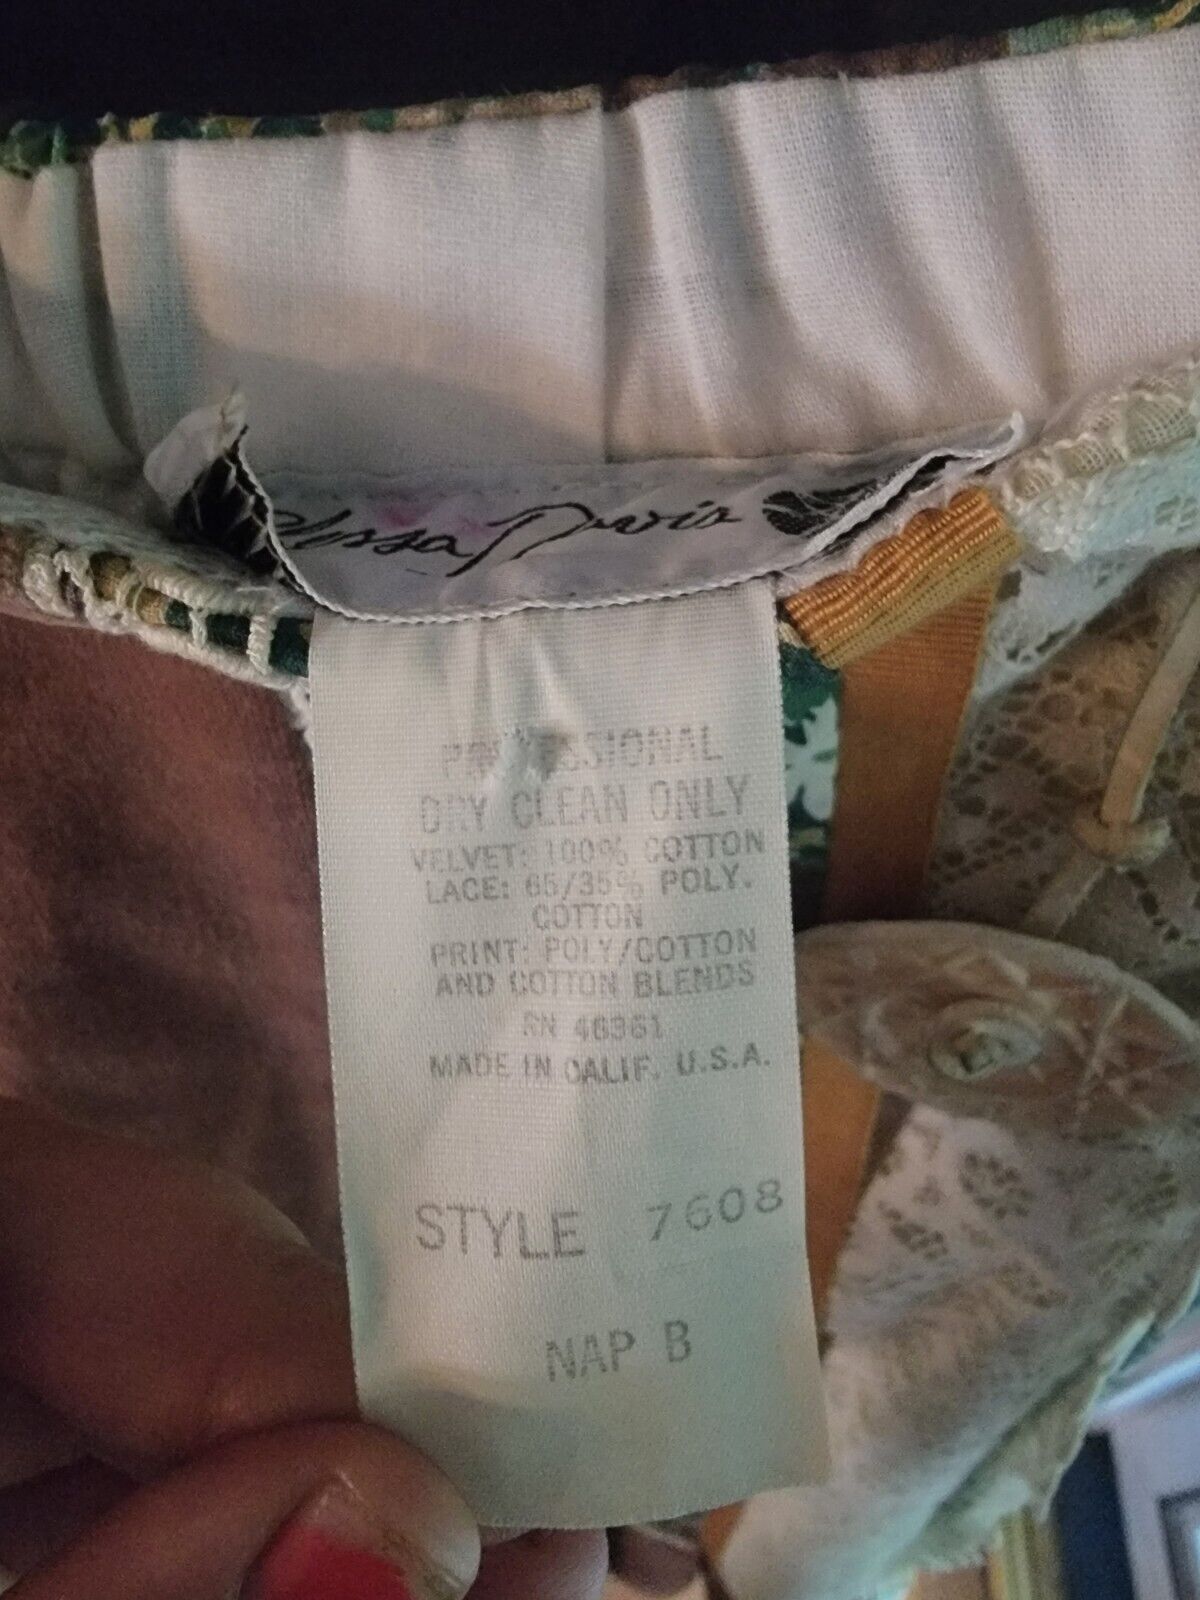 Davis
PROFESSIONAL
DRY CLEAN ONLY
VELVET: 100% COTTON
LACE: 65/35% POLY.
COTTON
PRINT: POLY/COTTON
AND COTTON BLENDS
RN 46361
MADE IN CALIF. U.S.A.
STYLE 7608
NAP B